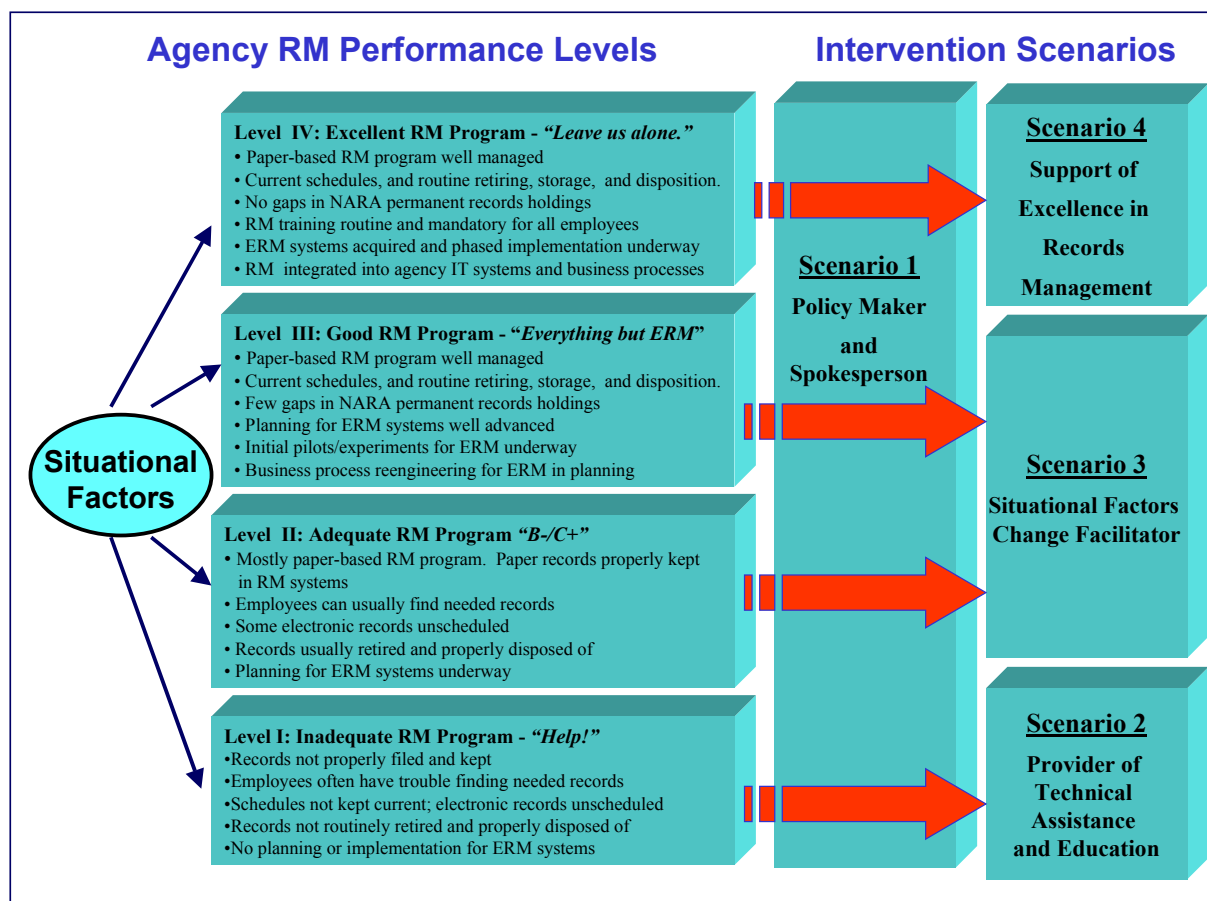 Agency RM Performance Levels
Intervention Scenarios
Situational
Factors
Level IV: Excellent RM Program - “Leave us alone.”
• Paper-based RM program well managed
• Current schedules, and routine retiring, storage, and disposition.
• No gaps in NARA permanent records holdings
• RM training routine and mandatory for all employees
• ERM systems acquired and phased implementation underway
• RM integrated into agency IT systems and business processes
Level III: Good RM Program - “Everything but ERM”
• Paper-based RM program well managed
• Current schedules, and routine retiring, storage, and disposition.
• Few gaps in NARA permanent records holdings
• Planning for ERM systems well advanced
• Initial pilots/experiments for ERM underway
• Business process reengineering for ERM in planning
Level II: Adequate RM Program “B-/C+”
• Mostly paper-based RM program. Paper records properly kept
in RM systems
• Employees can usually find needed records
• Some electronic records unscheduled
• Records usually retired and properly disposed of
• Planning for ERM systems underway
Level I: Inadequate RM Program - “Help!”
•Records not properly filed and kept
•Employees often have trouble finding needed records
•Schedules not kept current; electronic records unscheduled
•Records not routinely retired and properly disposed of
•No planning or implementation for ERM systems
Scenario 1
Policy Maker
and
Spokesperson
Scenario 4
Support of
Excellence in
Records
Management
Scenario 3
Situational Factors
Change Facilitator
Scenario 2
Provider of
Technical
Assistance
and Education